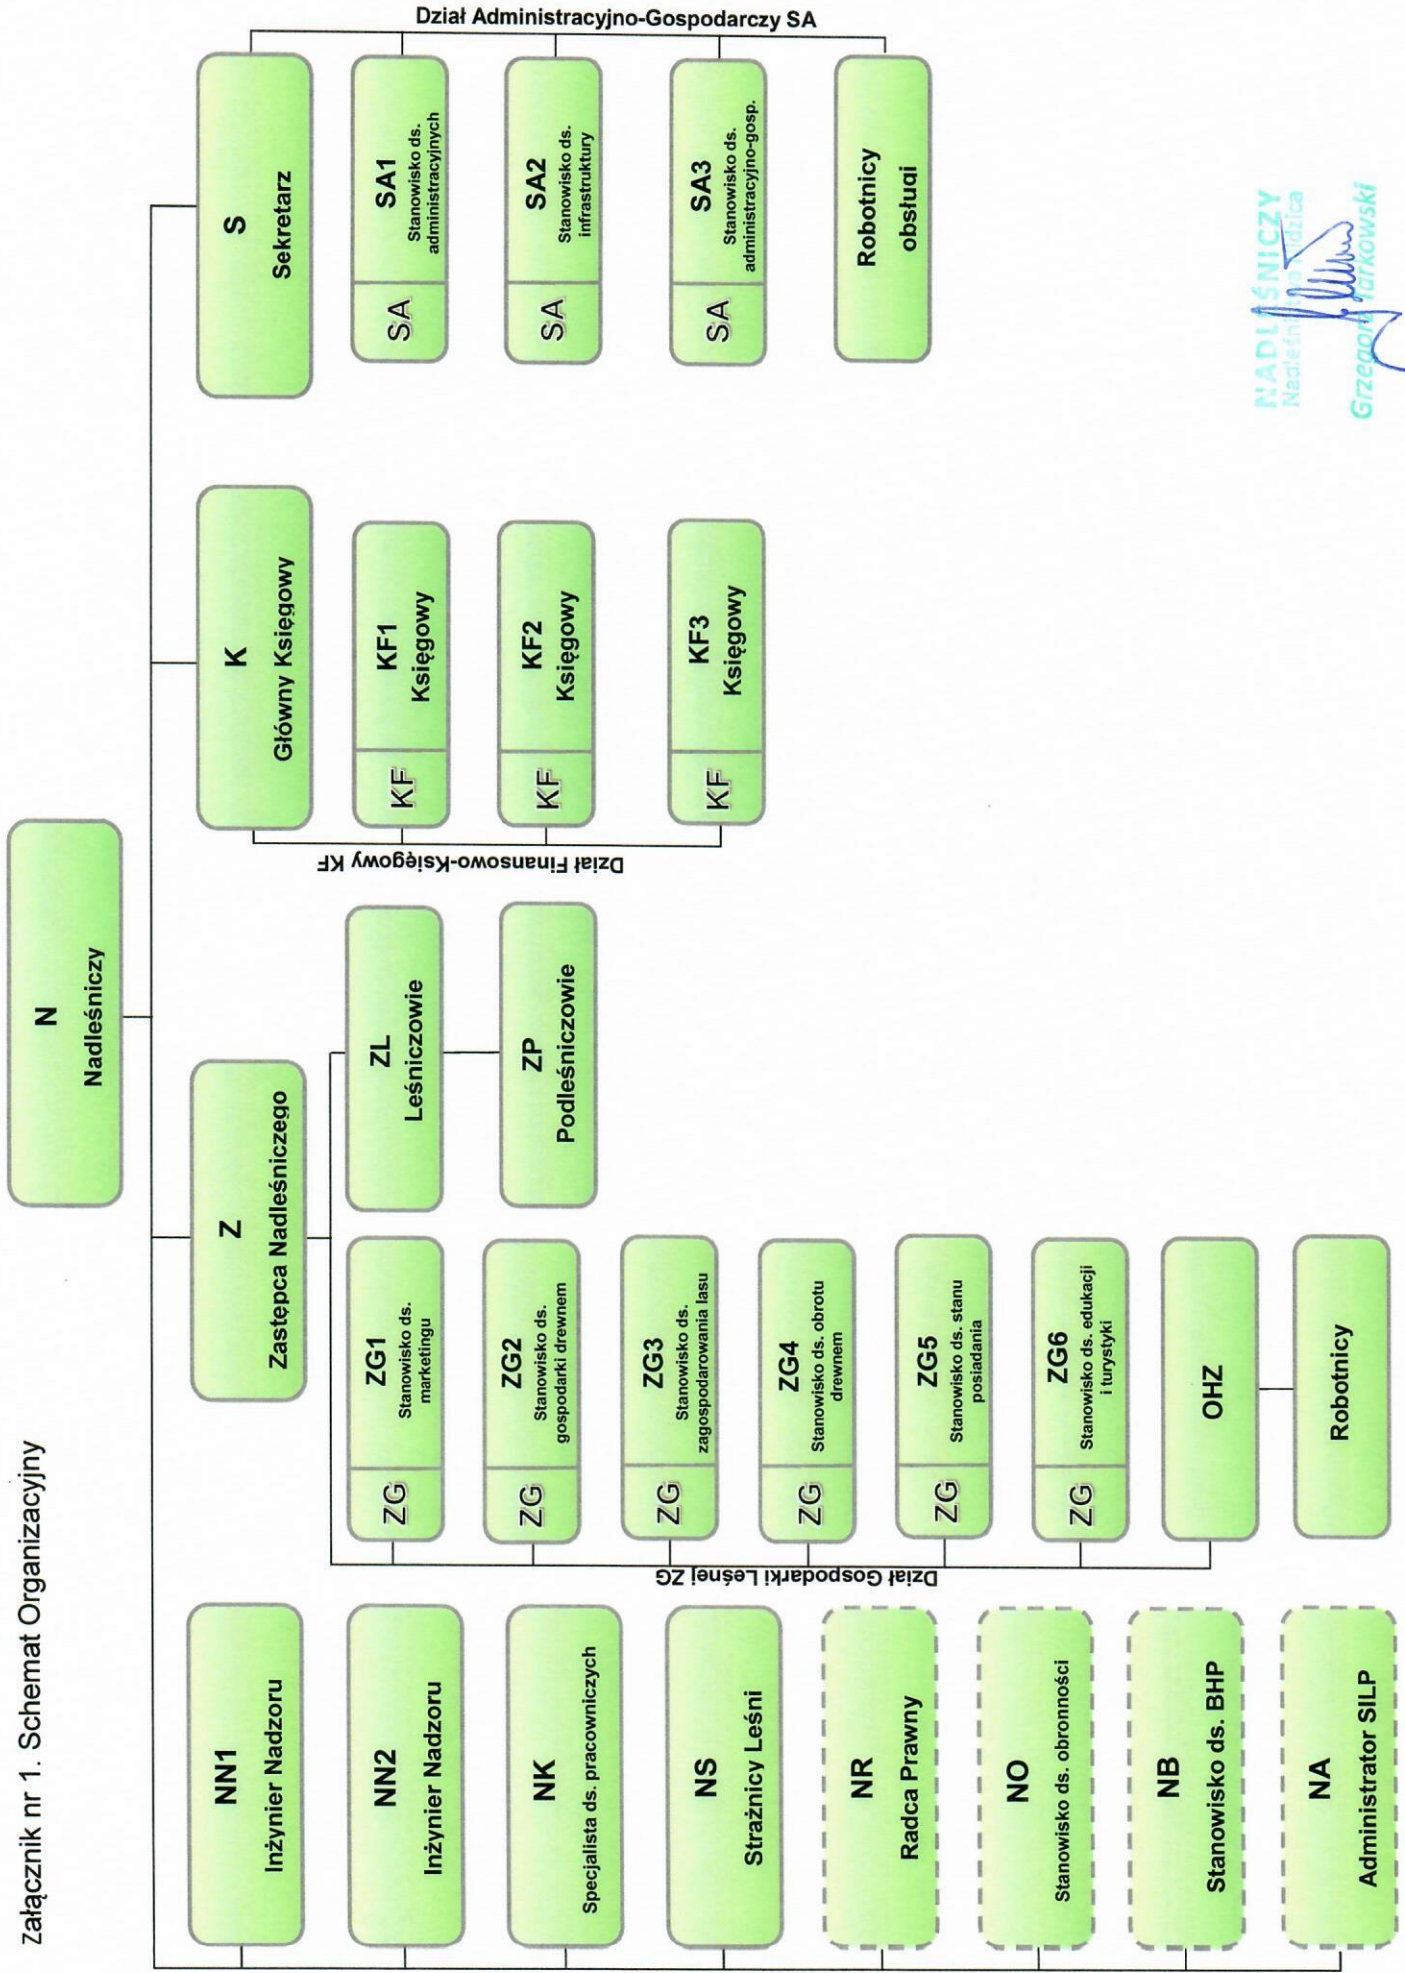 Załącznik nr 1. Schemat Organizacyjny
N
Nadleśniczy
NN1
Inżynier Nadzoru
NN2
Inżynier Nadzoru
NK
Specjalista ds. pracowniczych
NS
Strażnicy Leśni
NR
Radca Prawny
NO
Stanowisko ds. obronności
NB
Stanowisko ds. BHP
NA
Administrator SILP
Z
Zastępca Nadleśniczego
Dział Gospodarki Leśnej ZG
ZG
ZG1
Stanowisko ds.
marketingu
ZG
ZG2
Stanowisko ds.
gospodarki drewnem
ZG
ZG3
Stanowisko ds.
zagospodarowania lasu
ZG
ZG4
Stanowisko ds. obrotu
drewnem
ZG
ZG5
Stanowisko ds. stanu
posiadania
ZG
ZG6
Stanowisko ds. edukacji
i turystyki
OHZ
Robotnicy
ZL
Leśniczowie
ZP
Podleśniczowie
K
Główny Księgowy
Dział Finansowo-Księgowy KF
KF
KF1
Księgowy
KF
KF2
Księgowy
KF
KF3
Księgowy
S
Sekretarz
Dział Administracyjno-Gospodarczy SA
SA
SA1
Stanowisko ds.
administracyjnych
SA
SA2
Stanowisko ds.
infrastruktury
SA
SA3
Stanowisko ds.
administracyjno-gosp.
Robotnicy
obsługi
NADLEŚNICZY
Nadleśnictwo Nidzica
Grzegorz Tarkowski